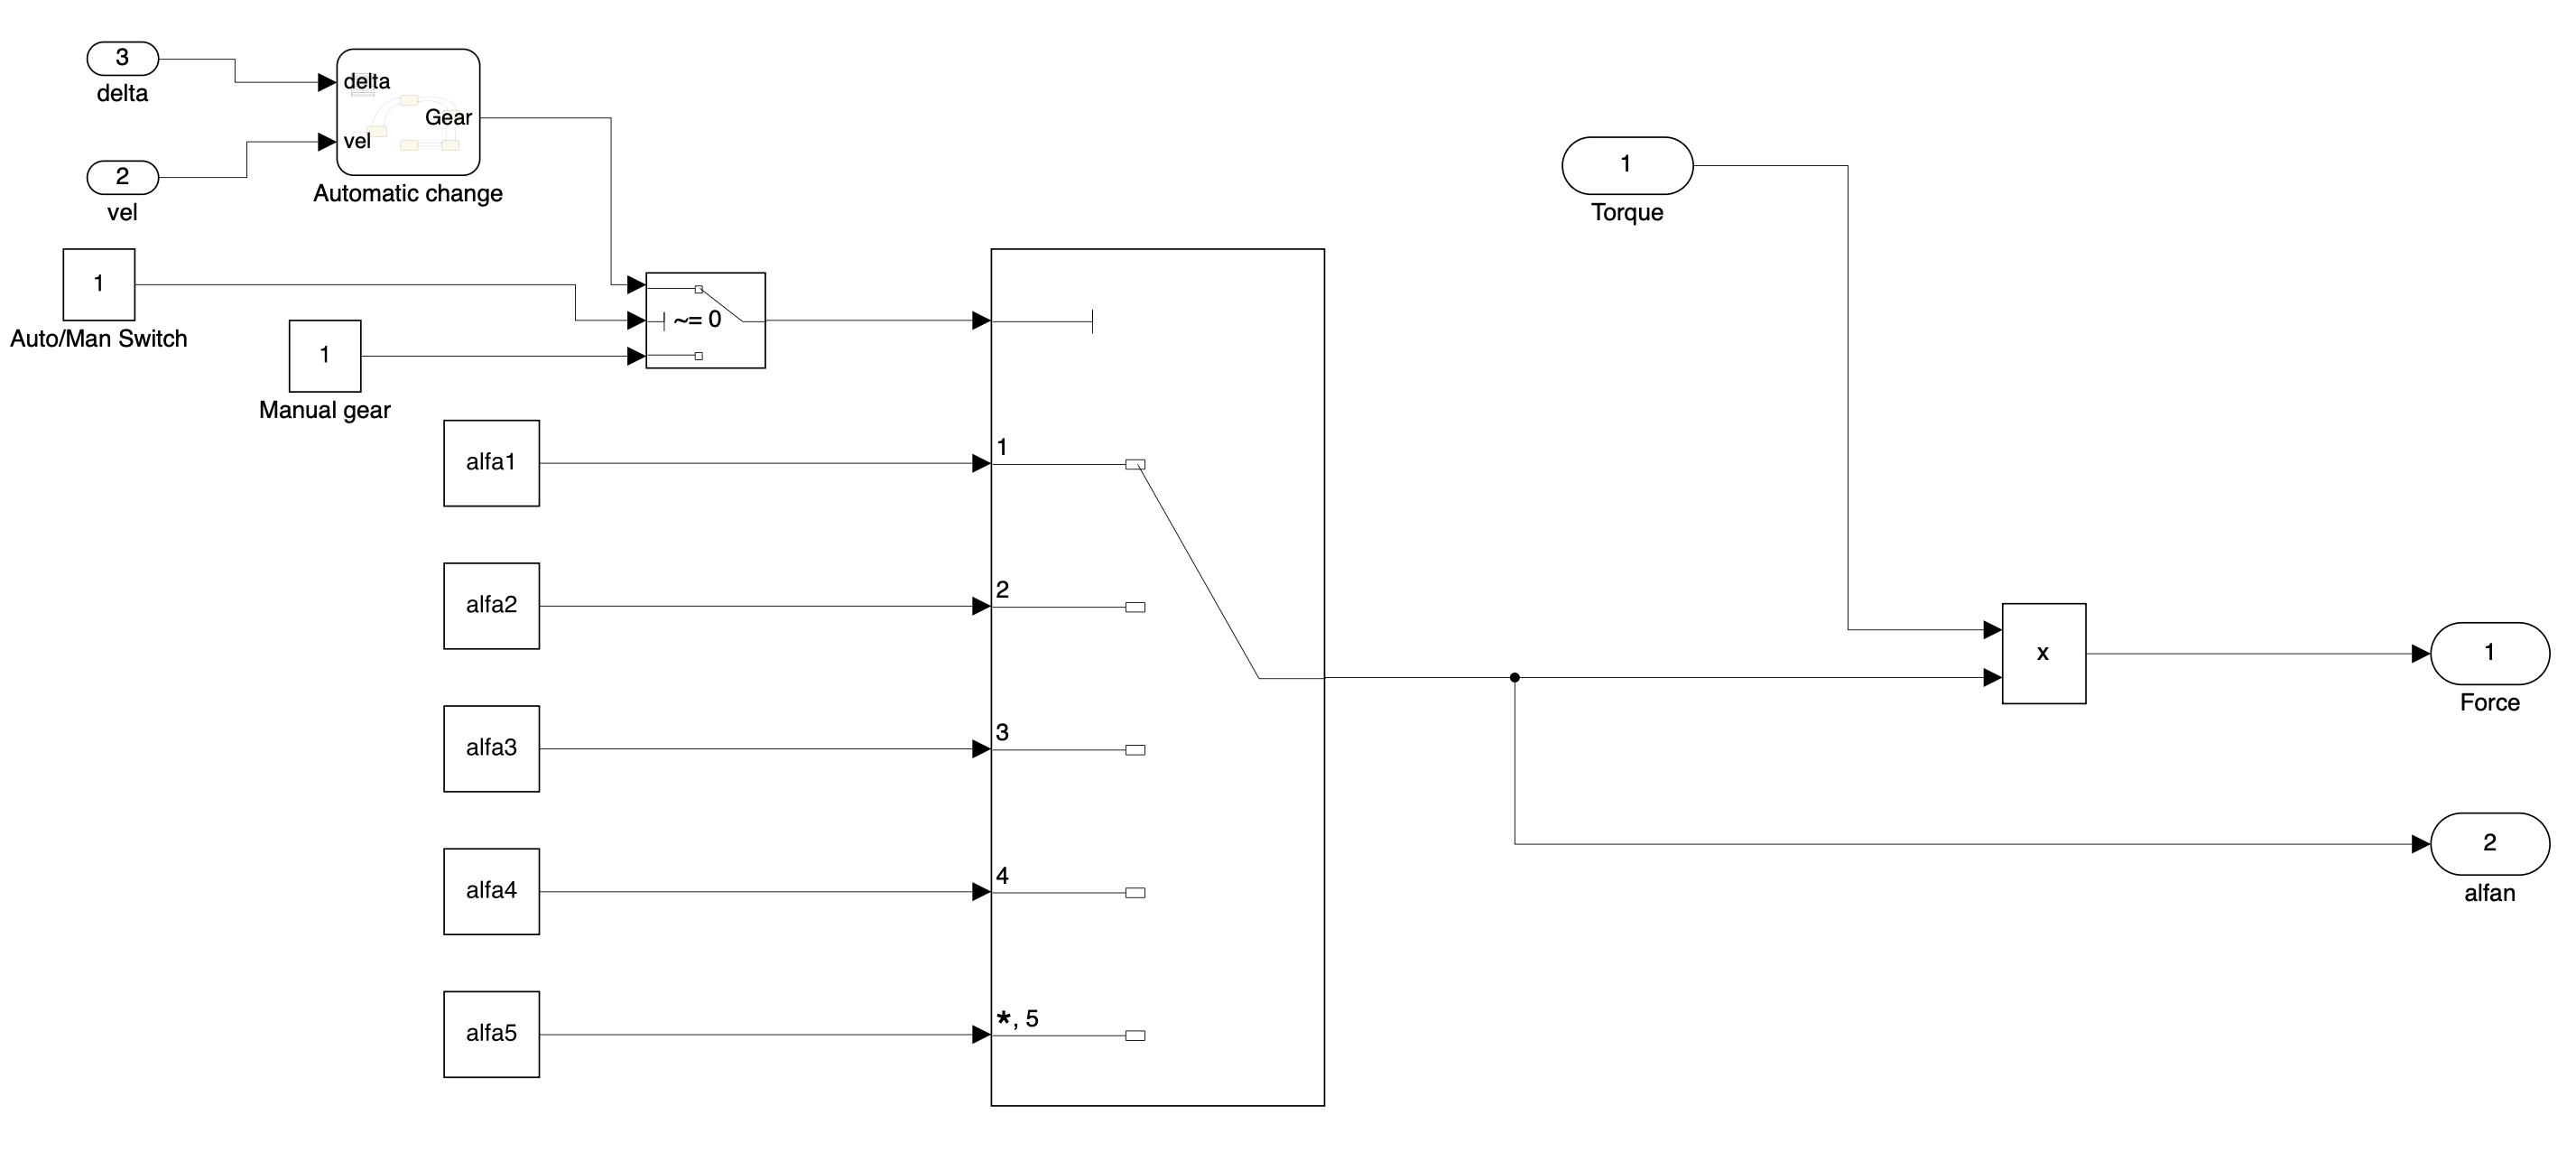 3
delta
delta
Gear
vel
2
vel
Automatic change
1
Torque
1
Auto/Man Switch
~= 0
1
Manual gear
alfa1
1
alfa2
2
x
1
Force
alfa3
3
2
alfan
alfa4
4
alfa5
*, 5